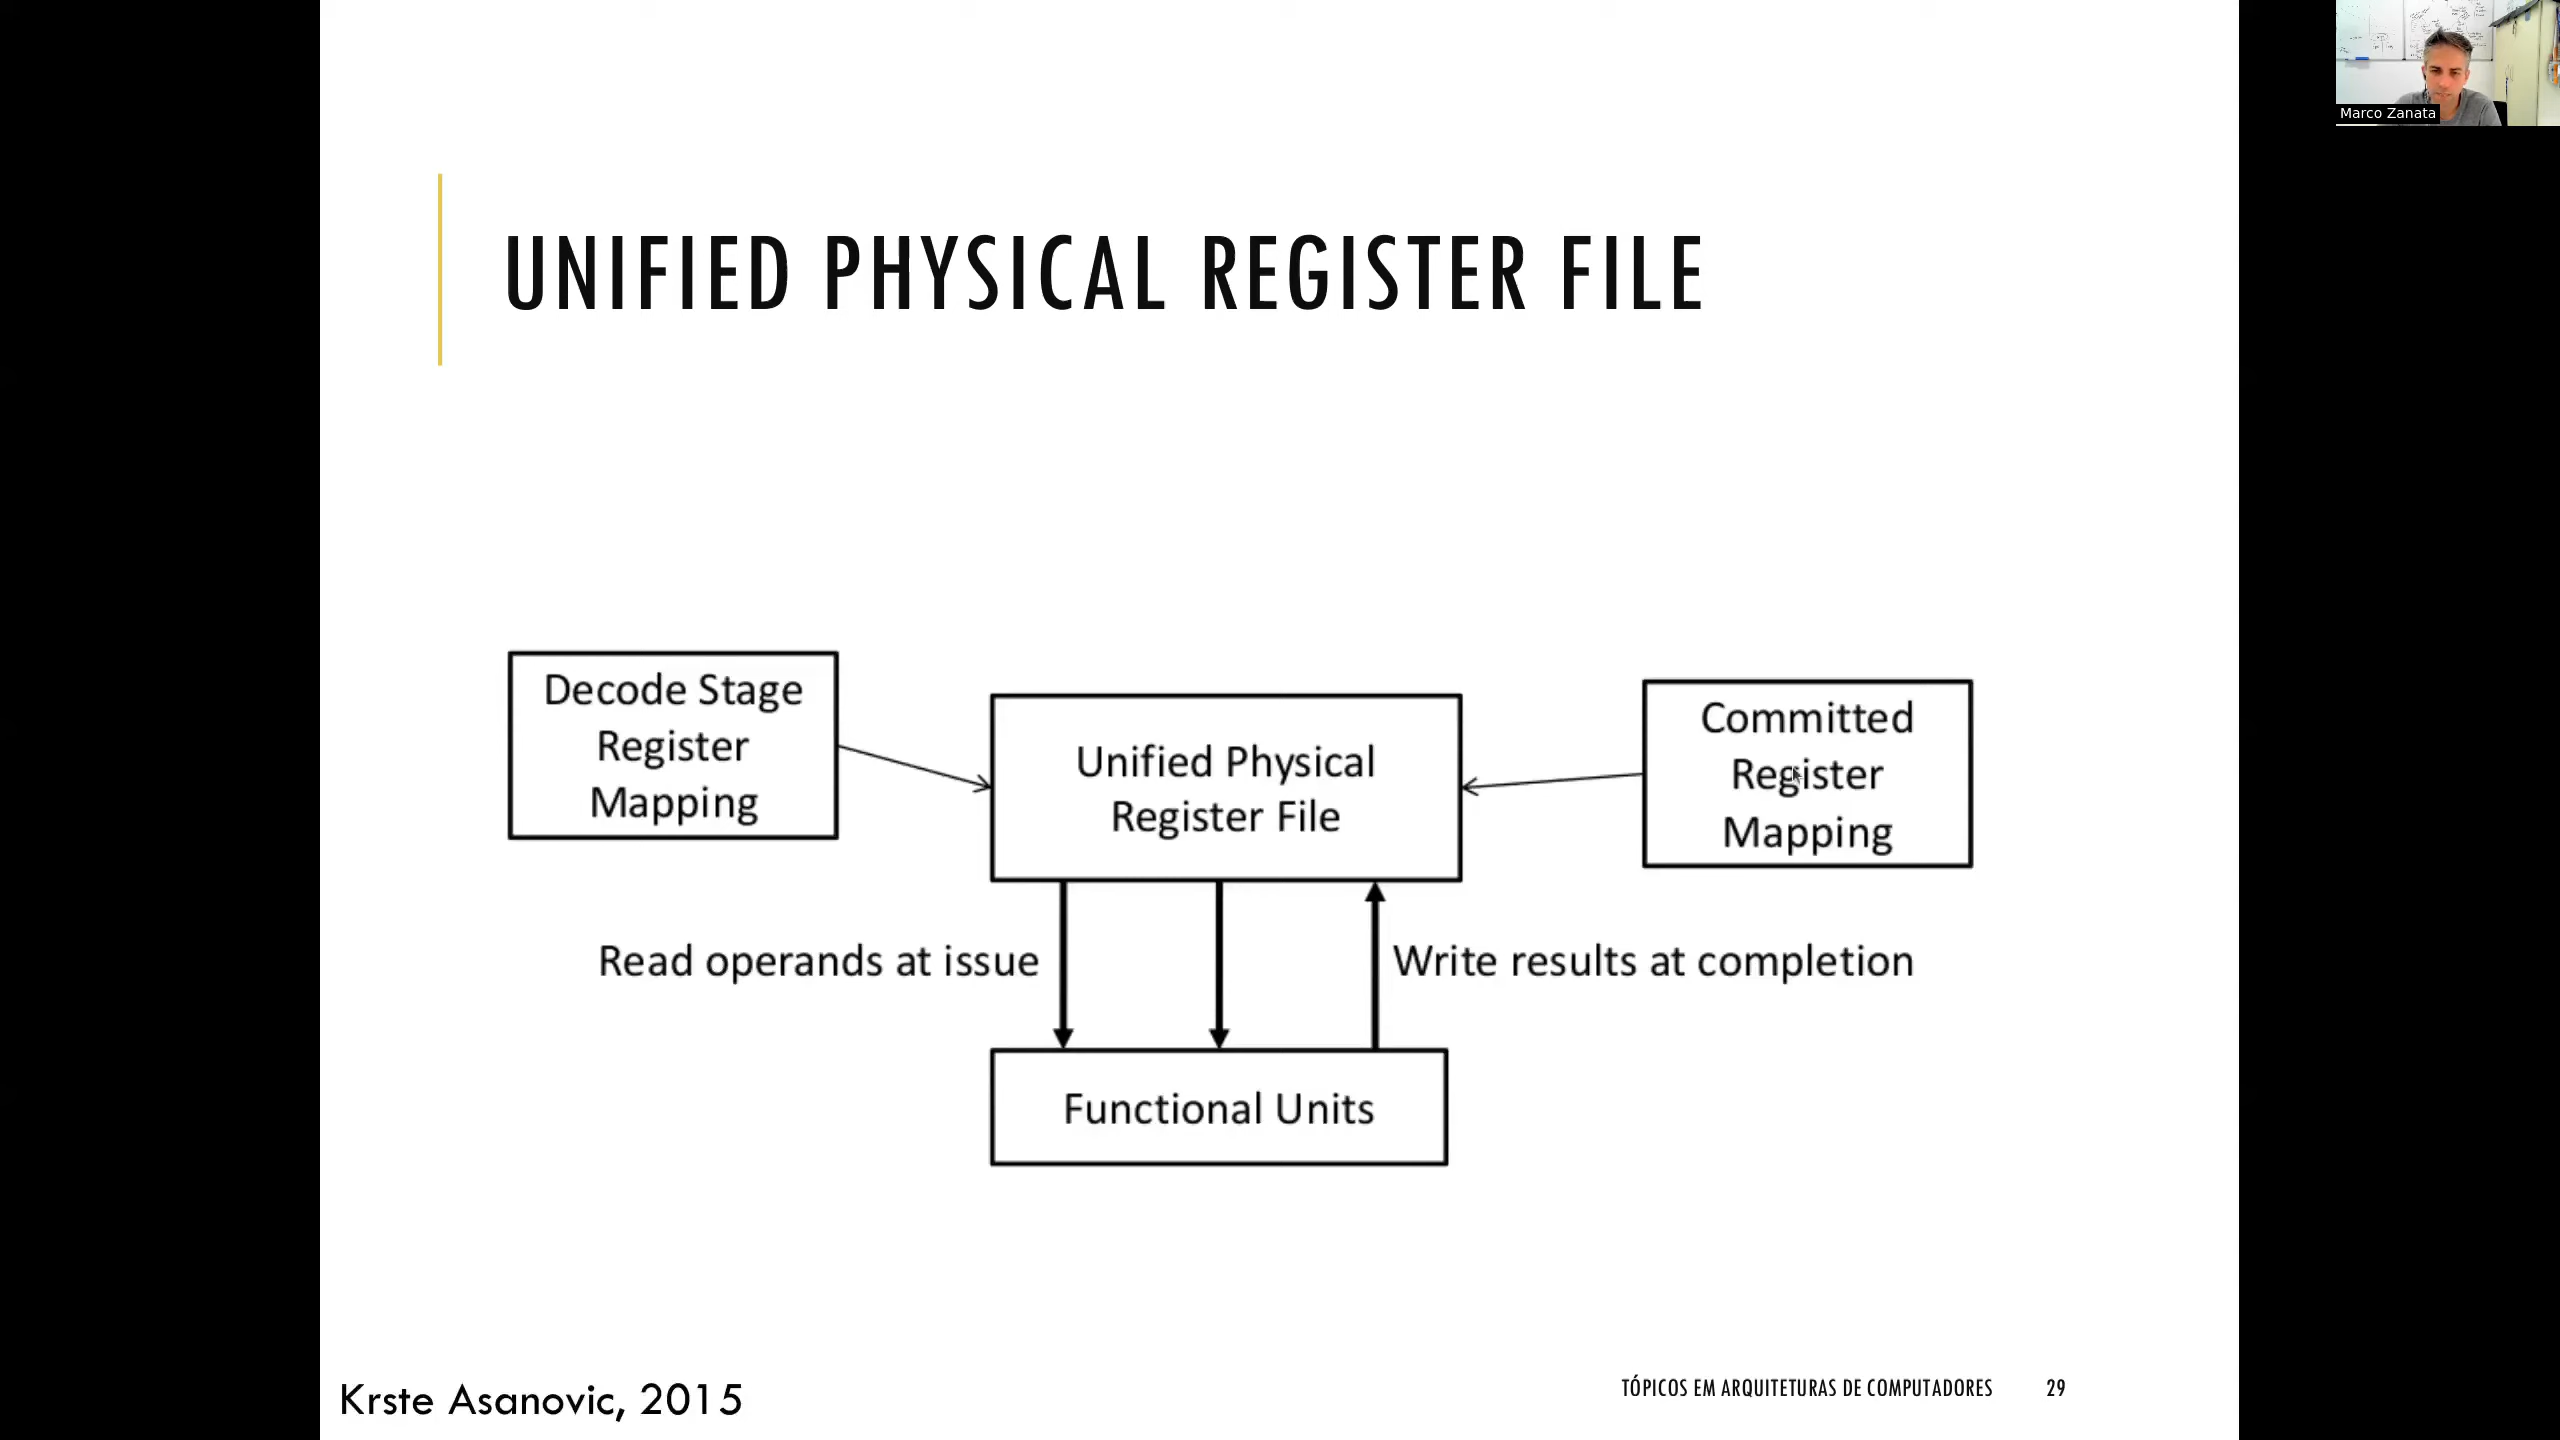 Marco Zanata
UNIFIED PHYSICAL REGISTER FILE
Decode Stage
Register
Mapping
Unified Physical
Register File
Committed
Register
Mapping
Read operands at issue
Write results at completion
Functional Units
Krste Asanovic, 2015
TÓPICOS EM ARQUITETURAS DE COMPUTADORES 29